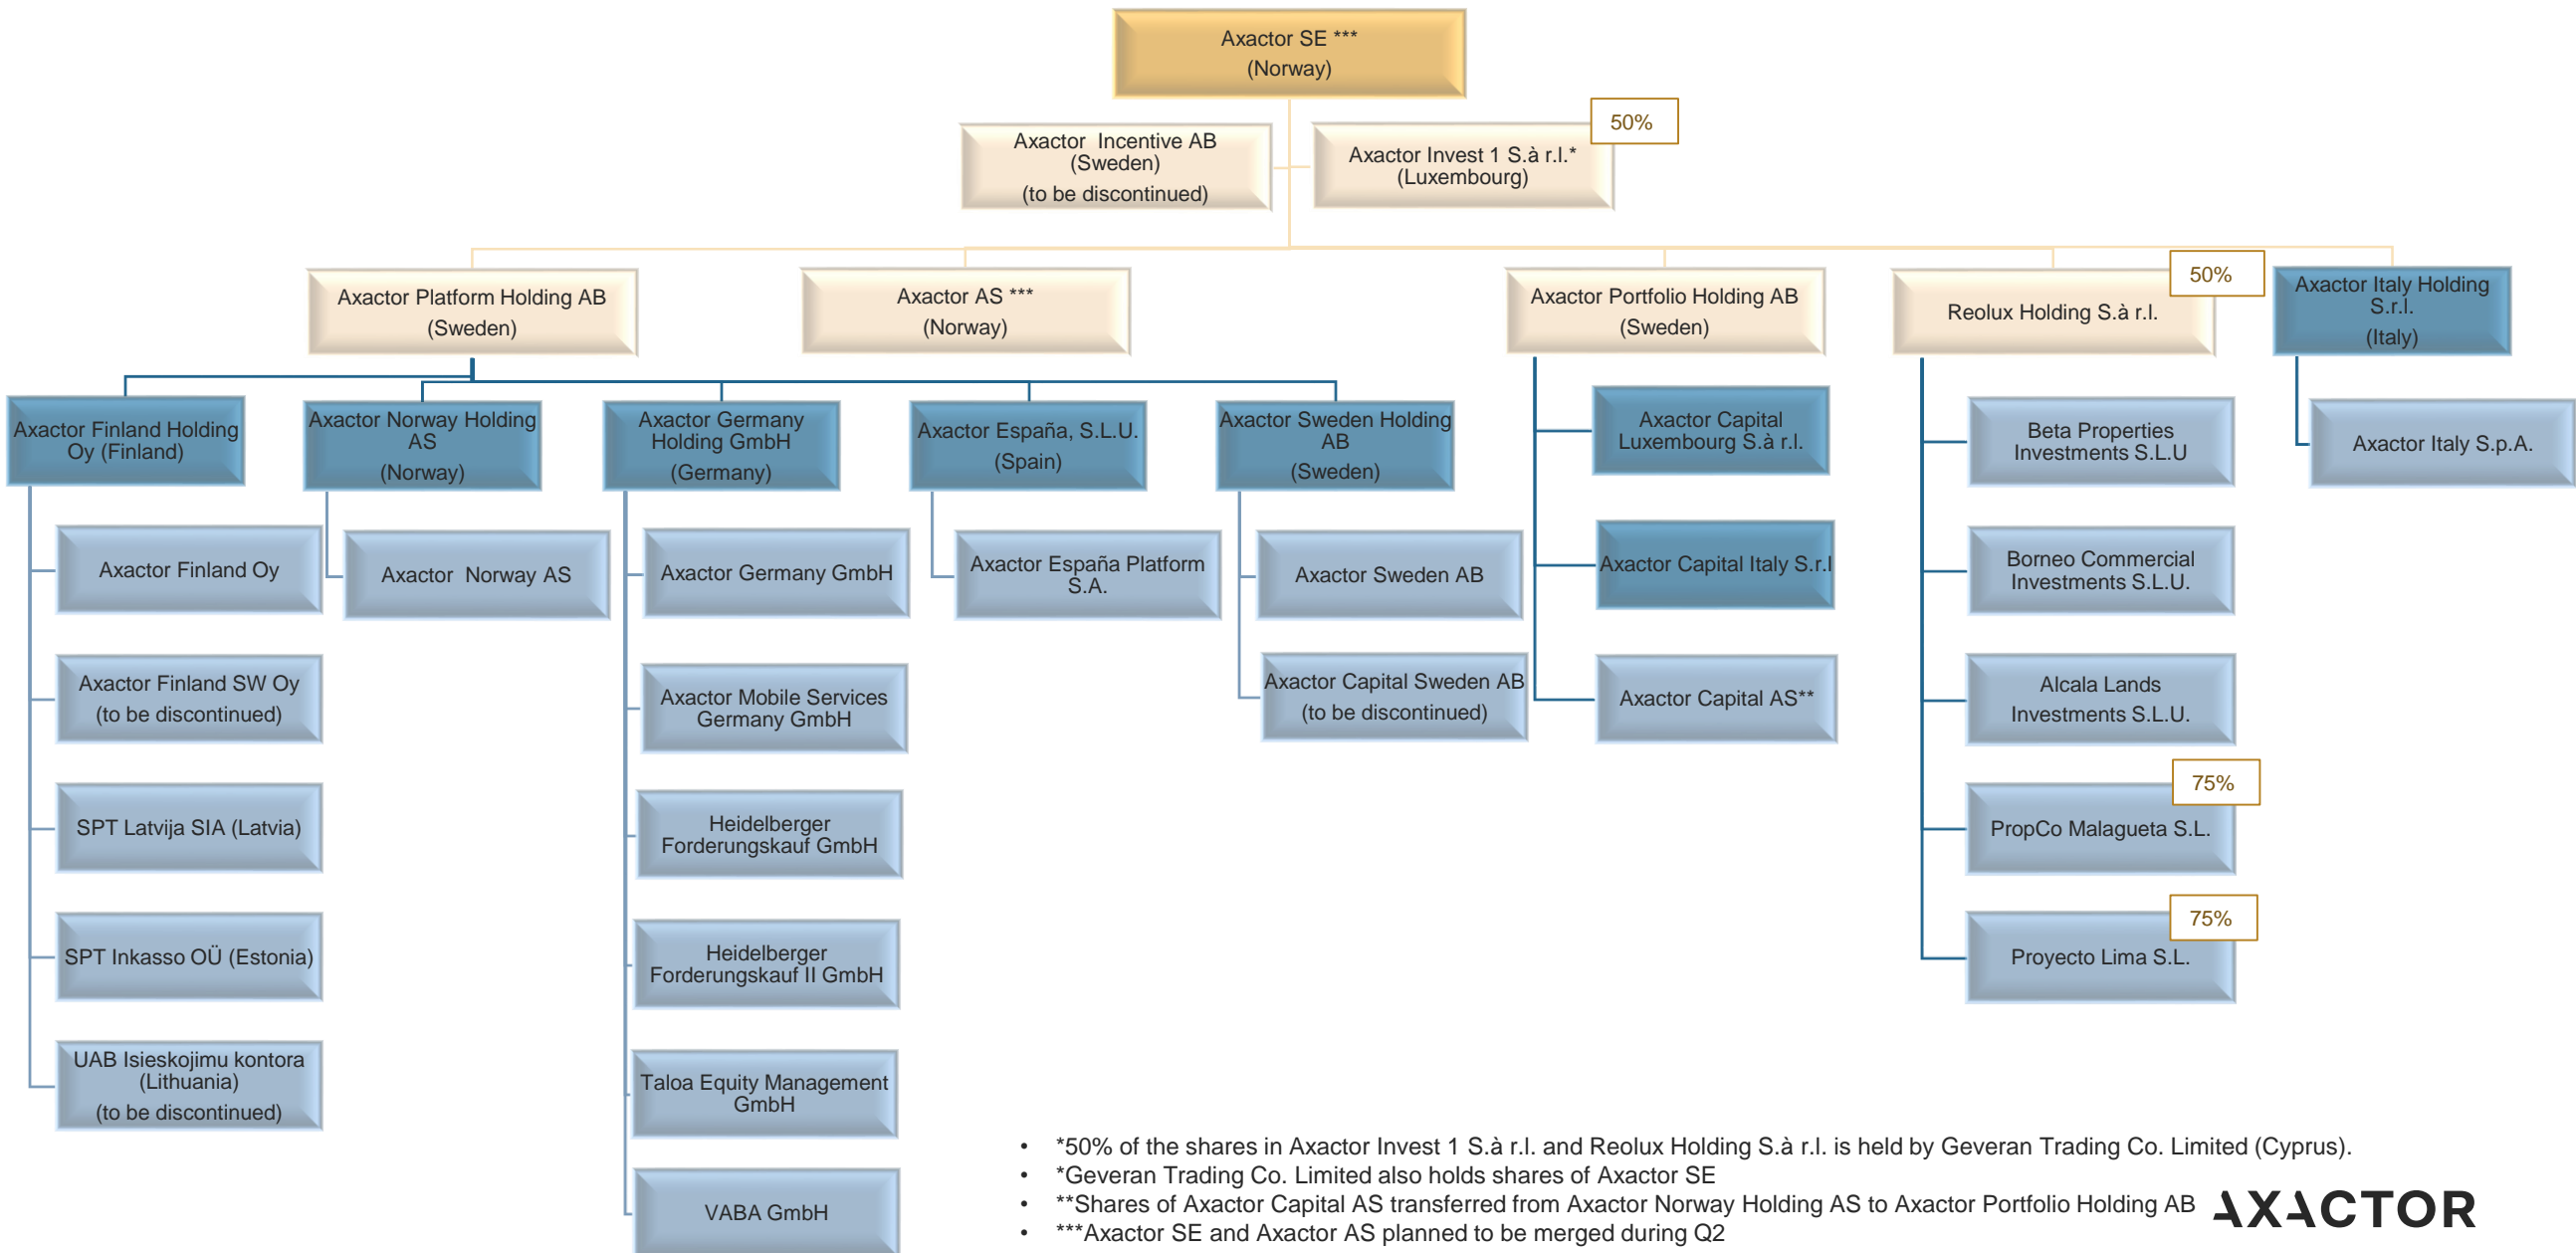 Axactor SE ***
(Norway)
50%
Axactor Incentive AB
(Sweden)
(to be discontinued)
Axactor Invest 1 S.à r.l.*
(Luxembourg)
Axactor Platform Holding AB
(Sweden)
Axactor AS ***
(Norway)
Axactor Portfolio Holding AB
(Sweden)
50%
Reolux Holding S.à r.l.
Axactor Italy Holding
S.r.l.
(Italy)
Axactor Finland Holding
Oy (Finland)
Axactor Norway Holding
AS
(Norway)
Axactor Germany
Holding GmbH
(Germany)
Axactor España, S.L.U.
(Spain)
Axactor Sweden Holding
AB
(Sweden)
Axactor Capital
Luxembourg S.à r.l.
Beta Properties
Investments S.L.U
Axactor Italy S.p.A.
Axactor Finland Oy
Axactor Norway AS
Axactor Germany GmbH
Axactor España Platform
S.A.
Axactor Sweden AB
Axactor Capital Italy S.r.l
Borneo Commercial
Investments S.L.U.
Axactor Finland SW Oy
(to be discontinued)
Axactor Mobile Services
Germany GmbH
Axactor Capital Sweden AB
(to be discontinued)
Axactor Capital AS**
Alcala Lands
Investments S.L.U.
75%
SPT Latvija SIA (Latvia)
Heidelberger
Forderungskauf GmbH
PropCo Malagueta S.L.
75%
SPT Inkasso OÜ (Estonia)
Heidelberger
Forderungskauf II GmbH
Proyecto Lima S.L.
UAB Isieskojimu kontora
(Lithuania)
(to be discontinued)
Taloa Equity Management
GmbH
VABA GmbH
• *50% of the shares in Axactor Invest 1 S.à r.l. and Reolux Holding S.à r.l. is held by Geveran Trading Co. Limited (Cyprus).
• *Geveran Trading Co. Limited also holds shares of Axactor SE
• **Shares of Axactor Capital AS transferred from Axactor Norway Holding AS to Axactor Portfolio Holding AB
• ***Axactor SE and Axactor AS planned to be merged during Q2
AXACTOR